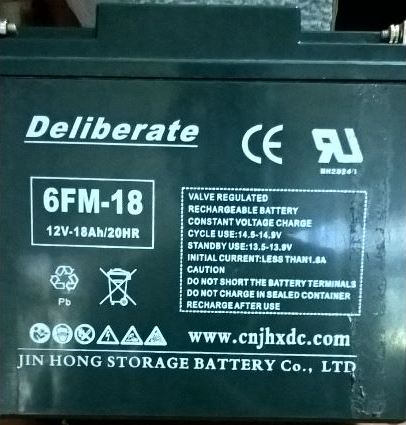 Deliberate
CE
6FM-18
12V-18Ah/20HR
VALVE REGULATED
RECHARGEABLE BATTERY
CONSTANT VOLTAGE CHARGE
CYCLE USE:14.5-14.9V
STANDBY USE:13.5-13.9V
INITIAL CURRENT:LESS THAN1.8A
CAUTION
DO NOT SHORT THE BATTERY TERMINALS
DO NOT CHARGE IN SEALED CONTAINER
RECHARGE AFTER USE
Pb
www.cnjhxdc.com
JIN HONG STORAGE BATTERY Co., LTD